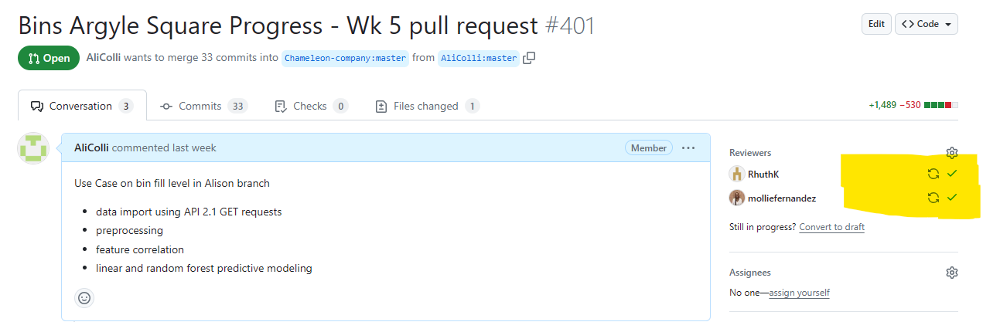 Bins Argyle Square Progress - Wk 5 pull request #401
Edit
<> Code
Open
AliColli wants to merge 33 commits into Chameleon-company:master from AliColli:master
Conversation 3
Commits 33
Checks 0
Files changed 1
+1,489 −530
AliColli commented last week
Member
Use Case on bin fill level in Alison branch
data import using API 2.1 GET requests
preprocessing
feature correlation
linear and random forest predictive modeling
Reviewers
RhuthK
molliefernandez
Still in progress? Convert to draft
Assignees
No one—assign yourself